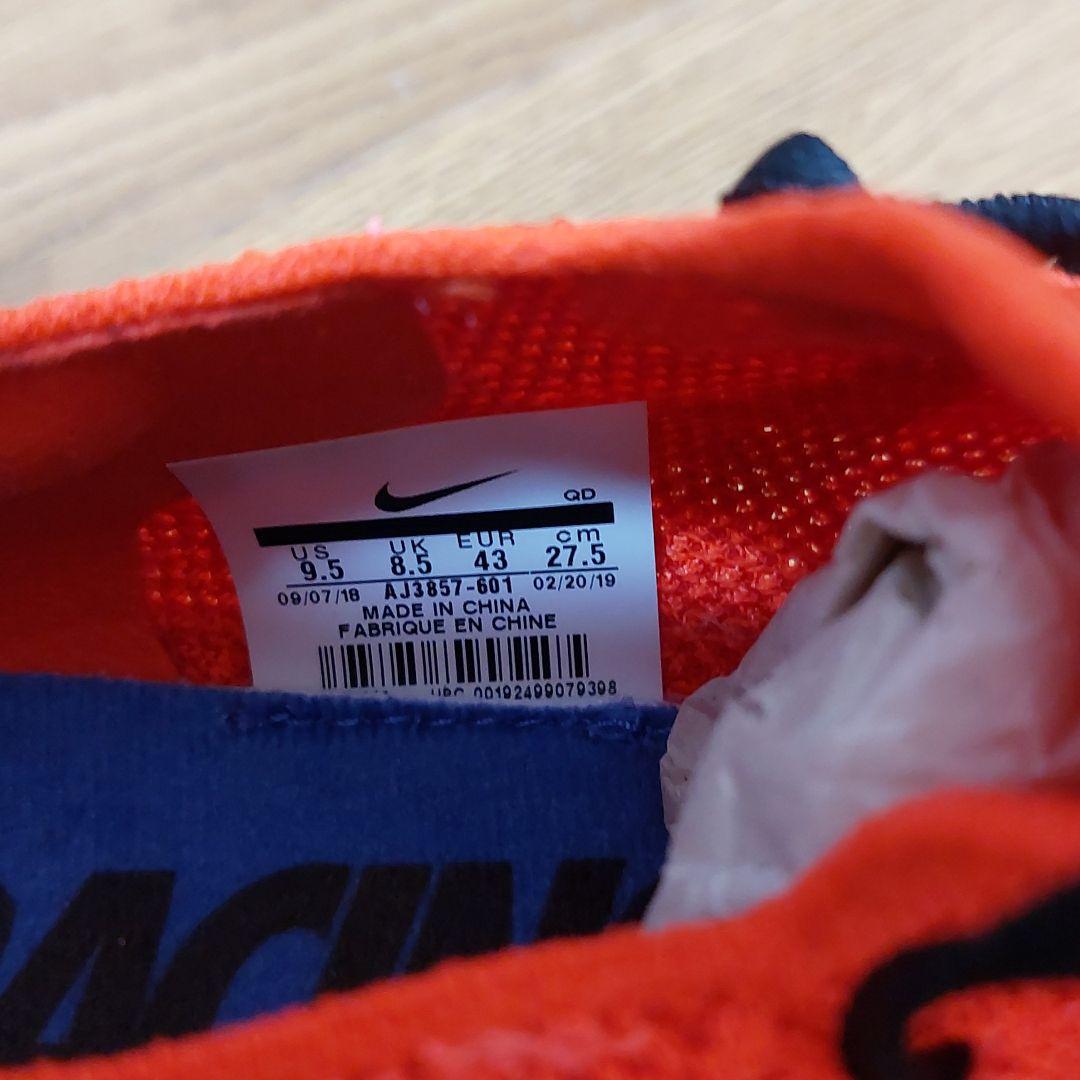 QD
US UK EUR cm
9.5 8.5 43 27.5
09/07/18 AJ3857-601 02/20/19
MADE IN CHINA
FABRIQUE EN CHINE
UPC 00192499079398